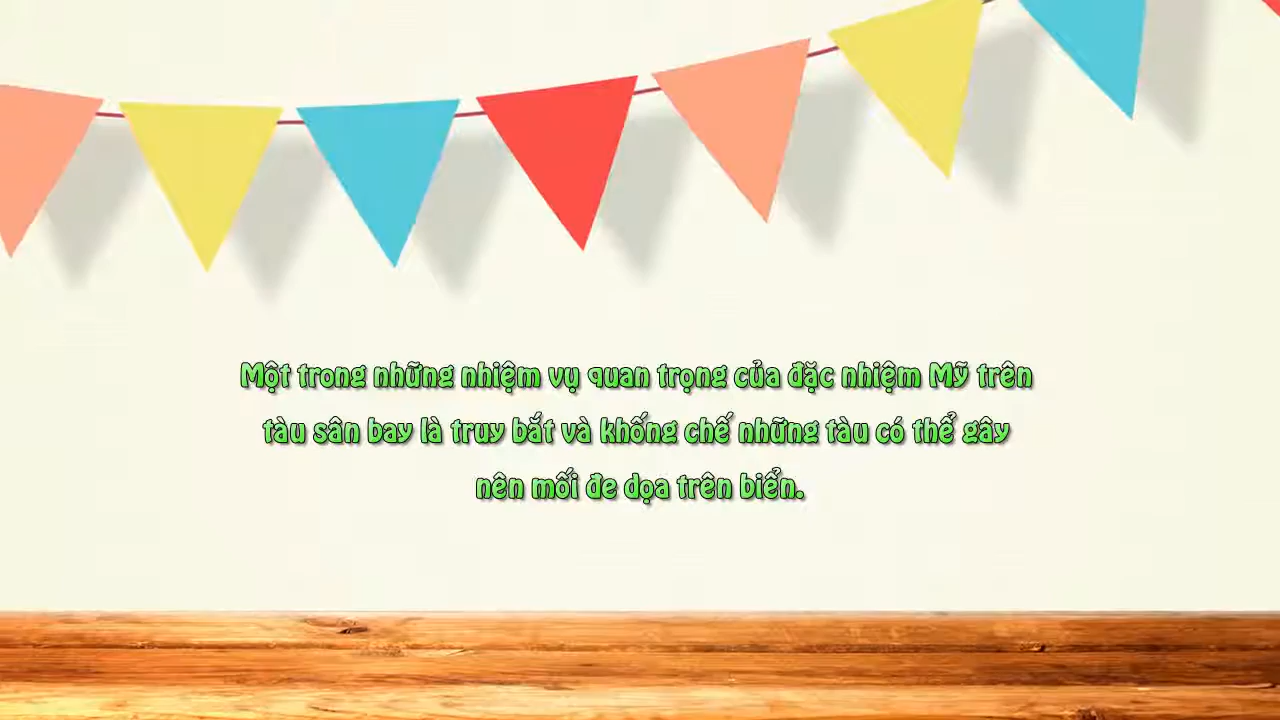 Một trong những nhiệm vụ quan trọng của đặc nhiệm Mỹ trên
tàu sân bay là truy bắt và khống chế những tàu có thể gây
nên mối đe dọa trên biển.